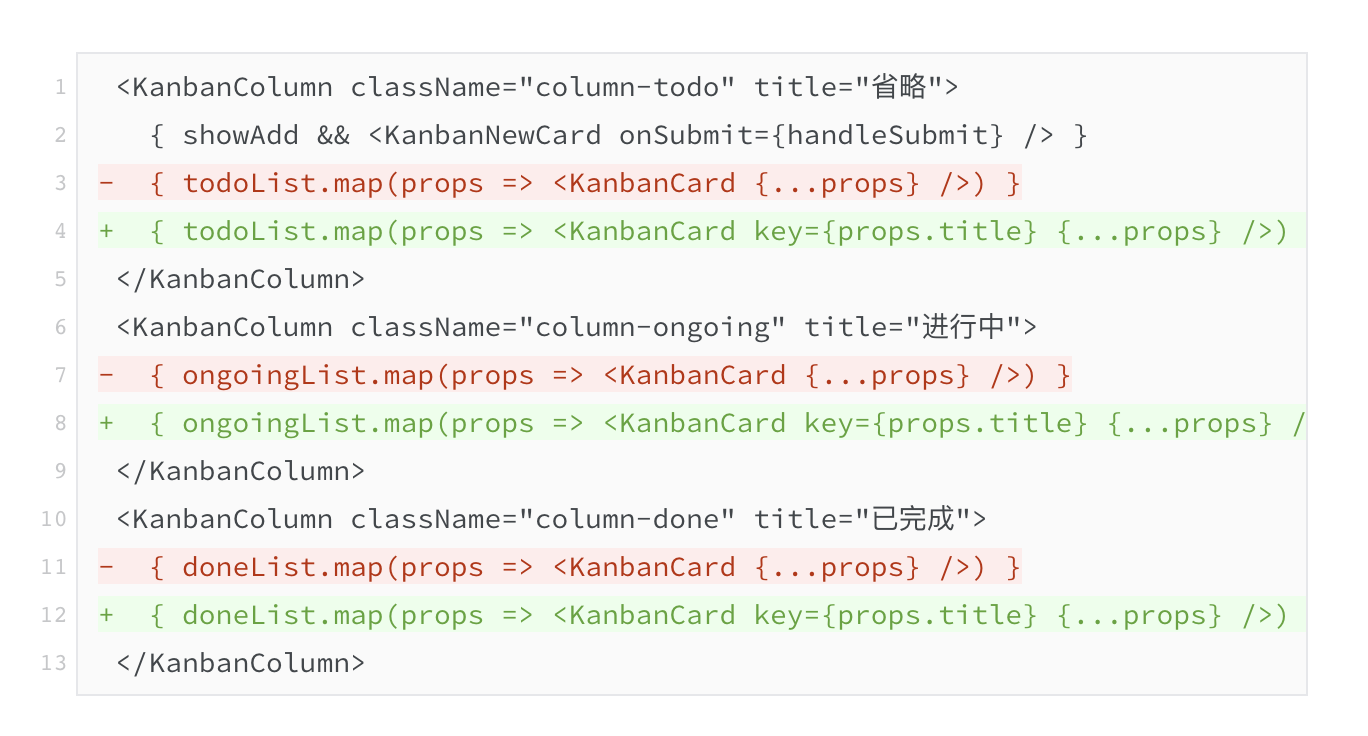 1 <KanbanColumn className="column-todo" title="省略">
2   { showAdd && <KanbanNewCard onSubmit={handleSubmit} /> }
3 -  { todoList.map(props => <KanbanCard {...props} />) }
4 +  { todoList.map(props => <KanbanCard key={props.title} {...props} />)
5 </KanbanColumn>
6 <KanbanColumn className="column-ongoing" title="进行中">
7 -  { ongoingList.map(props => <KanbanCard {...props} />) }
8 +  { ongoingList.map(props => <KanbanCard key={props.title} {...props} /
9 </KanbanColumn>
10 <KanbanColumn className="column-done" title="已完成">
11 -  { doneList.map(props => <KanbanCard {...props} />) }
12 +  { doneList.map(props => <KanbanCard key={props.title} {...props} />)
13 </KanbanColumn>